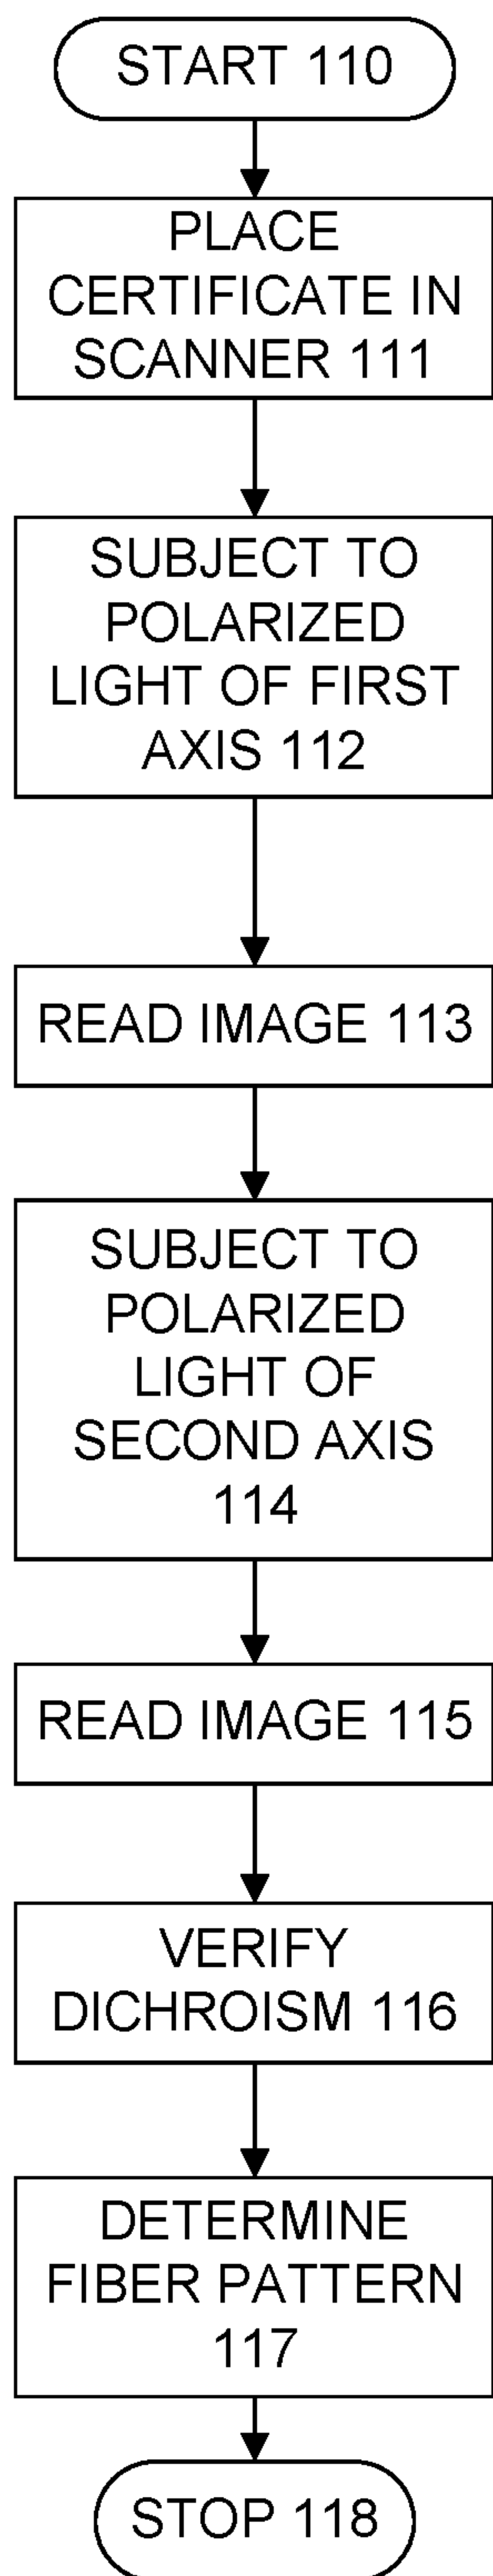 START 110
PLACE
CERTIFICATE IN
SCANNER 111
SUBJECT TO
POLARIZED
LIGHT OF FIRST
AXIS 112
READ IMAGE 113
SUBJECT TO
POLARIZED
LIGHT OF
SECOND AXIS
114
READ IMAGE 115
VERIFY
DICHROISM 116
DETERMINE
FIBER PATTERN
117
STOP 118